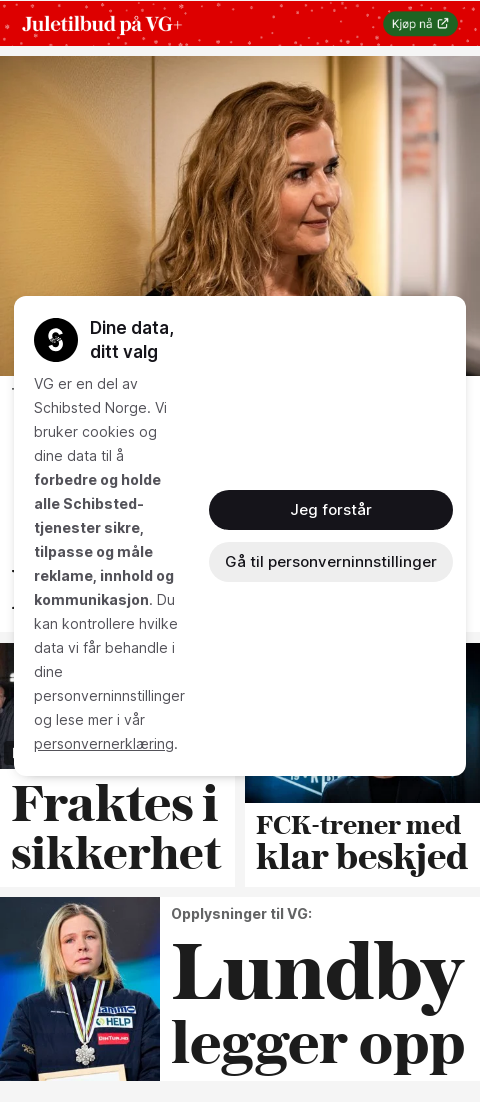 Juletilbud på VG+
Kjøp nå
Dine data,
ditt valg
VG er en del av
Schibsted Norge. Vi
bruker cookies og
dine data til å
forbedre og holde
alle Schibsted-
tjenester sikre,
tilpasse og måle
reklame, innhold og
kommunikasjon. Du
kan kontrollere hvilke
data vi får behandle i
dine
personverninnstillinger
og lese mer i vår
personvernerklæring.
Jeg forstår
Gå til personverninnstillinger
Fraktes i
sikkerhet
FCK-trener med
klar beskjed
Opplysninger til VG:
Lundby
legger opp
HELP